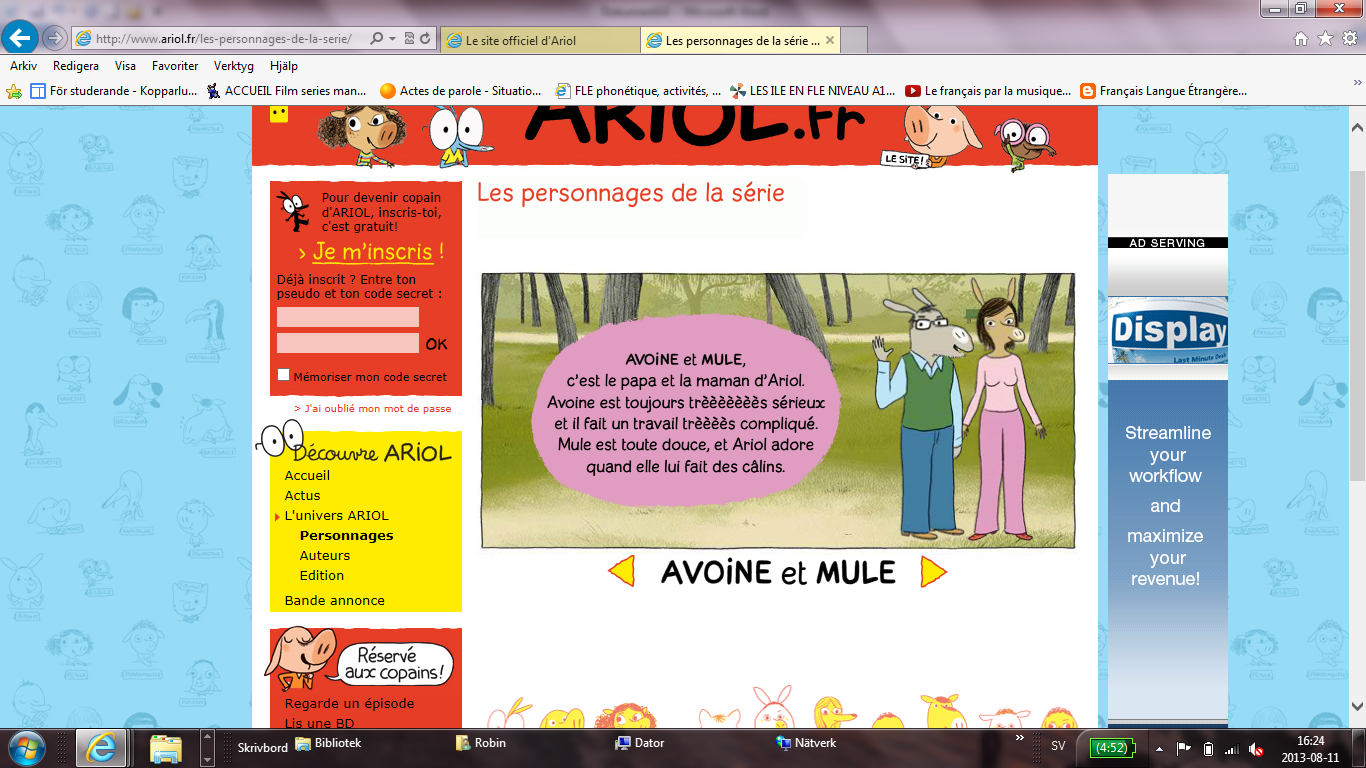 http://www.ariol.fr/les-personnages-de-la-serie/
Le site officiel d'Ariol
Les personnages de la série ...
Arkiv Redigera Visa Favoriter Verktyg Hjälp
För studerande - Kopparlu...
ACCUEIL Film series man...
Actes de parole - Situatio...
FLE phonétique, activités, ...
LES ILE EN FLE NIVEAU A1...
Le français par la musique...
Français Langue Étrangère...
ARIOL.FR
LE SITE!
Pour devenir copain
d'ARIOL, inscris-toi,
c'est gratuit!
> Je m'inscris !
Déjà inscrit ? Entre ton
pseudo et ton code secret :
OK
Mémoriser mon code secret
> J'ai oublié mon mot de passe
Découvre ARiOL
Accueil
Actus
L'univers ARIOL
Personnages
Auteurs
Edition
Bande annonce
Réservé
aux copains!
Regarde un épisode
Lis une BD
Les personnages de la série
AVOiNE et MULE,
c'est le papa et la maman d'Ariol.
Avoine est toujours trèèèèèèès sérieux
et il fait un travail trèèèès compliqué.
Mule est toute douce, et Ariol adore
quand elle lui fait des câlins.
AVOiNE et MULE
AD SERVING
Display
Last Minute
Streamline
your
workflow
and
maximize
your
revenue!
Skrivbord
Bibliotek
Robin
Dator
Nätverk
SV
(4:52)
16:24
2013-08-11